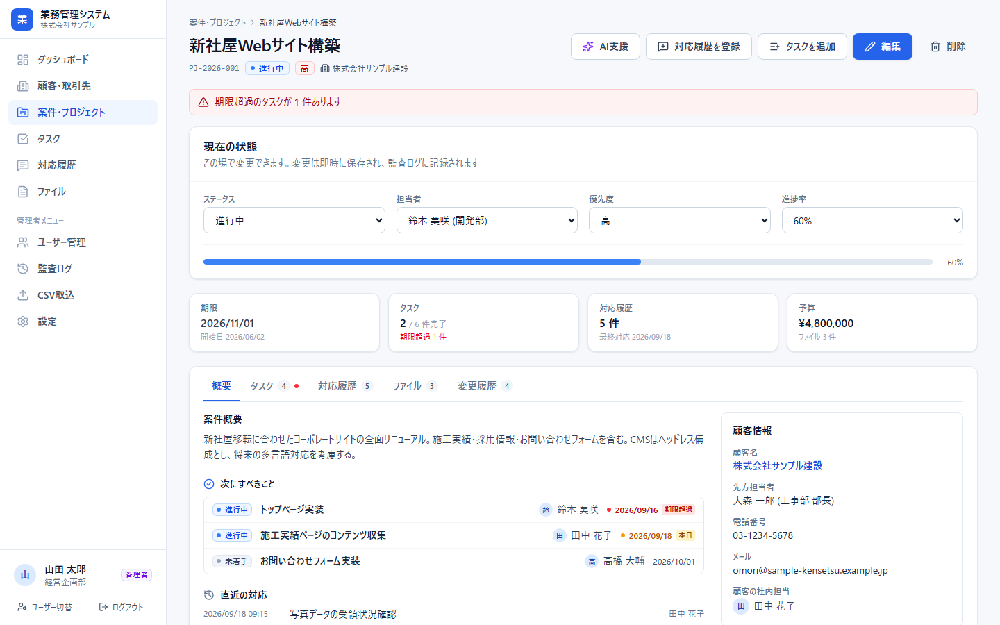 業
業務管理システム
株式会社サンプル
ダッシュボード
顧客・取引先
案件・プロジェクト
タスク
対応履歴
ファイル
管理者メニュー
ユーザー管理
監査ログ
CSV取込
設定
山
山田 太郎
経営企画部
管理者
ユーザー切替
ログアウト
案件・プロジェクト > 新社屋Webサイト構築
新社屋Webサイト構築
PJ-2026-001 進行中 高 株式会社サンプル建設
AI支援
対応履歴を登録
タスクを追加
編集
削除
期限超過のタスクが 1 件あります
現在の状態
この場で変更できます。変更は即時に保存され、監査ログに記録されます
ステータス
進行中
担当者
鈴木 美咲 (開発部)
優先度
高
進捗率
60%
60%
期限
2026/11/01
開始日 2026/06/02
タスク
2 / 6 件完了
期限超過 1 件
対応履歴
5 件
最終対応 2026/09/18
予算
¥4,800,000
ファイル 3 件
概要
タスク 4
対応履歴 5
ファイル 3
変更履歴 4
案件概要
新社屋移転に合わせたコーポレートサイトの全面リニューアル。施工実績・採用情報・お問い合わせフォームを含む。CMSはヘッドレス構
成とし、将来の多言語対応を考慮する。
次にすべきこと
進行中 トップページ実装 鈴 鈴木 美咲 2026/09/16 期限超過
進行中 施工実績ページのコンテンツ収集 田 田中 花子 2026/09/18 本日
未着手 お問い合わせフォーム実装 高 高橋 大輔 2026/10/01
直近の対応
2026/09/18 09:15 写真データの受領状況確認 田中 花子
顧客情報
顧客名
株式会社サンプル建設
先方担当者
大森 一郎 (工事部 部長)
電話番号
03-1234-5678
メール
omori@sample-kensetsu.example.jp
顧客の社内担当
田 田中 花子